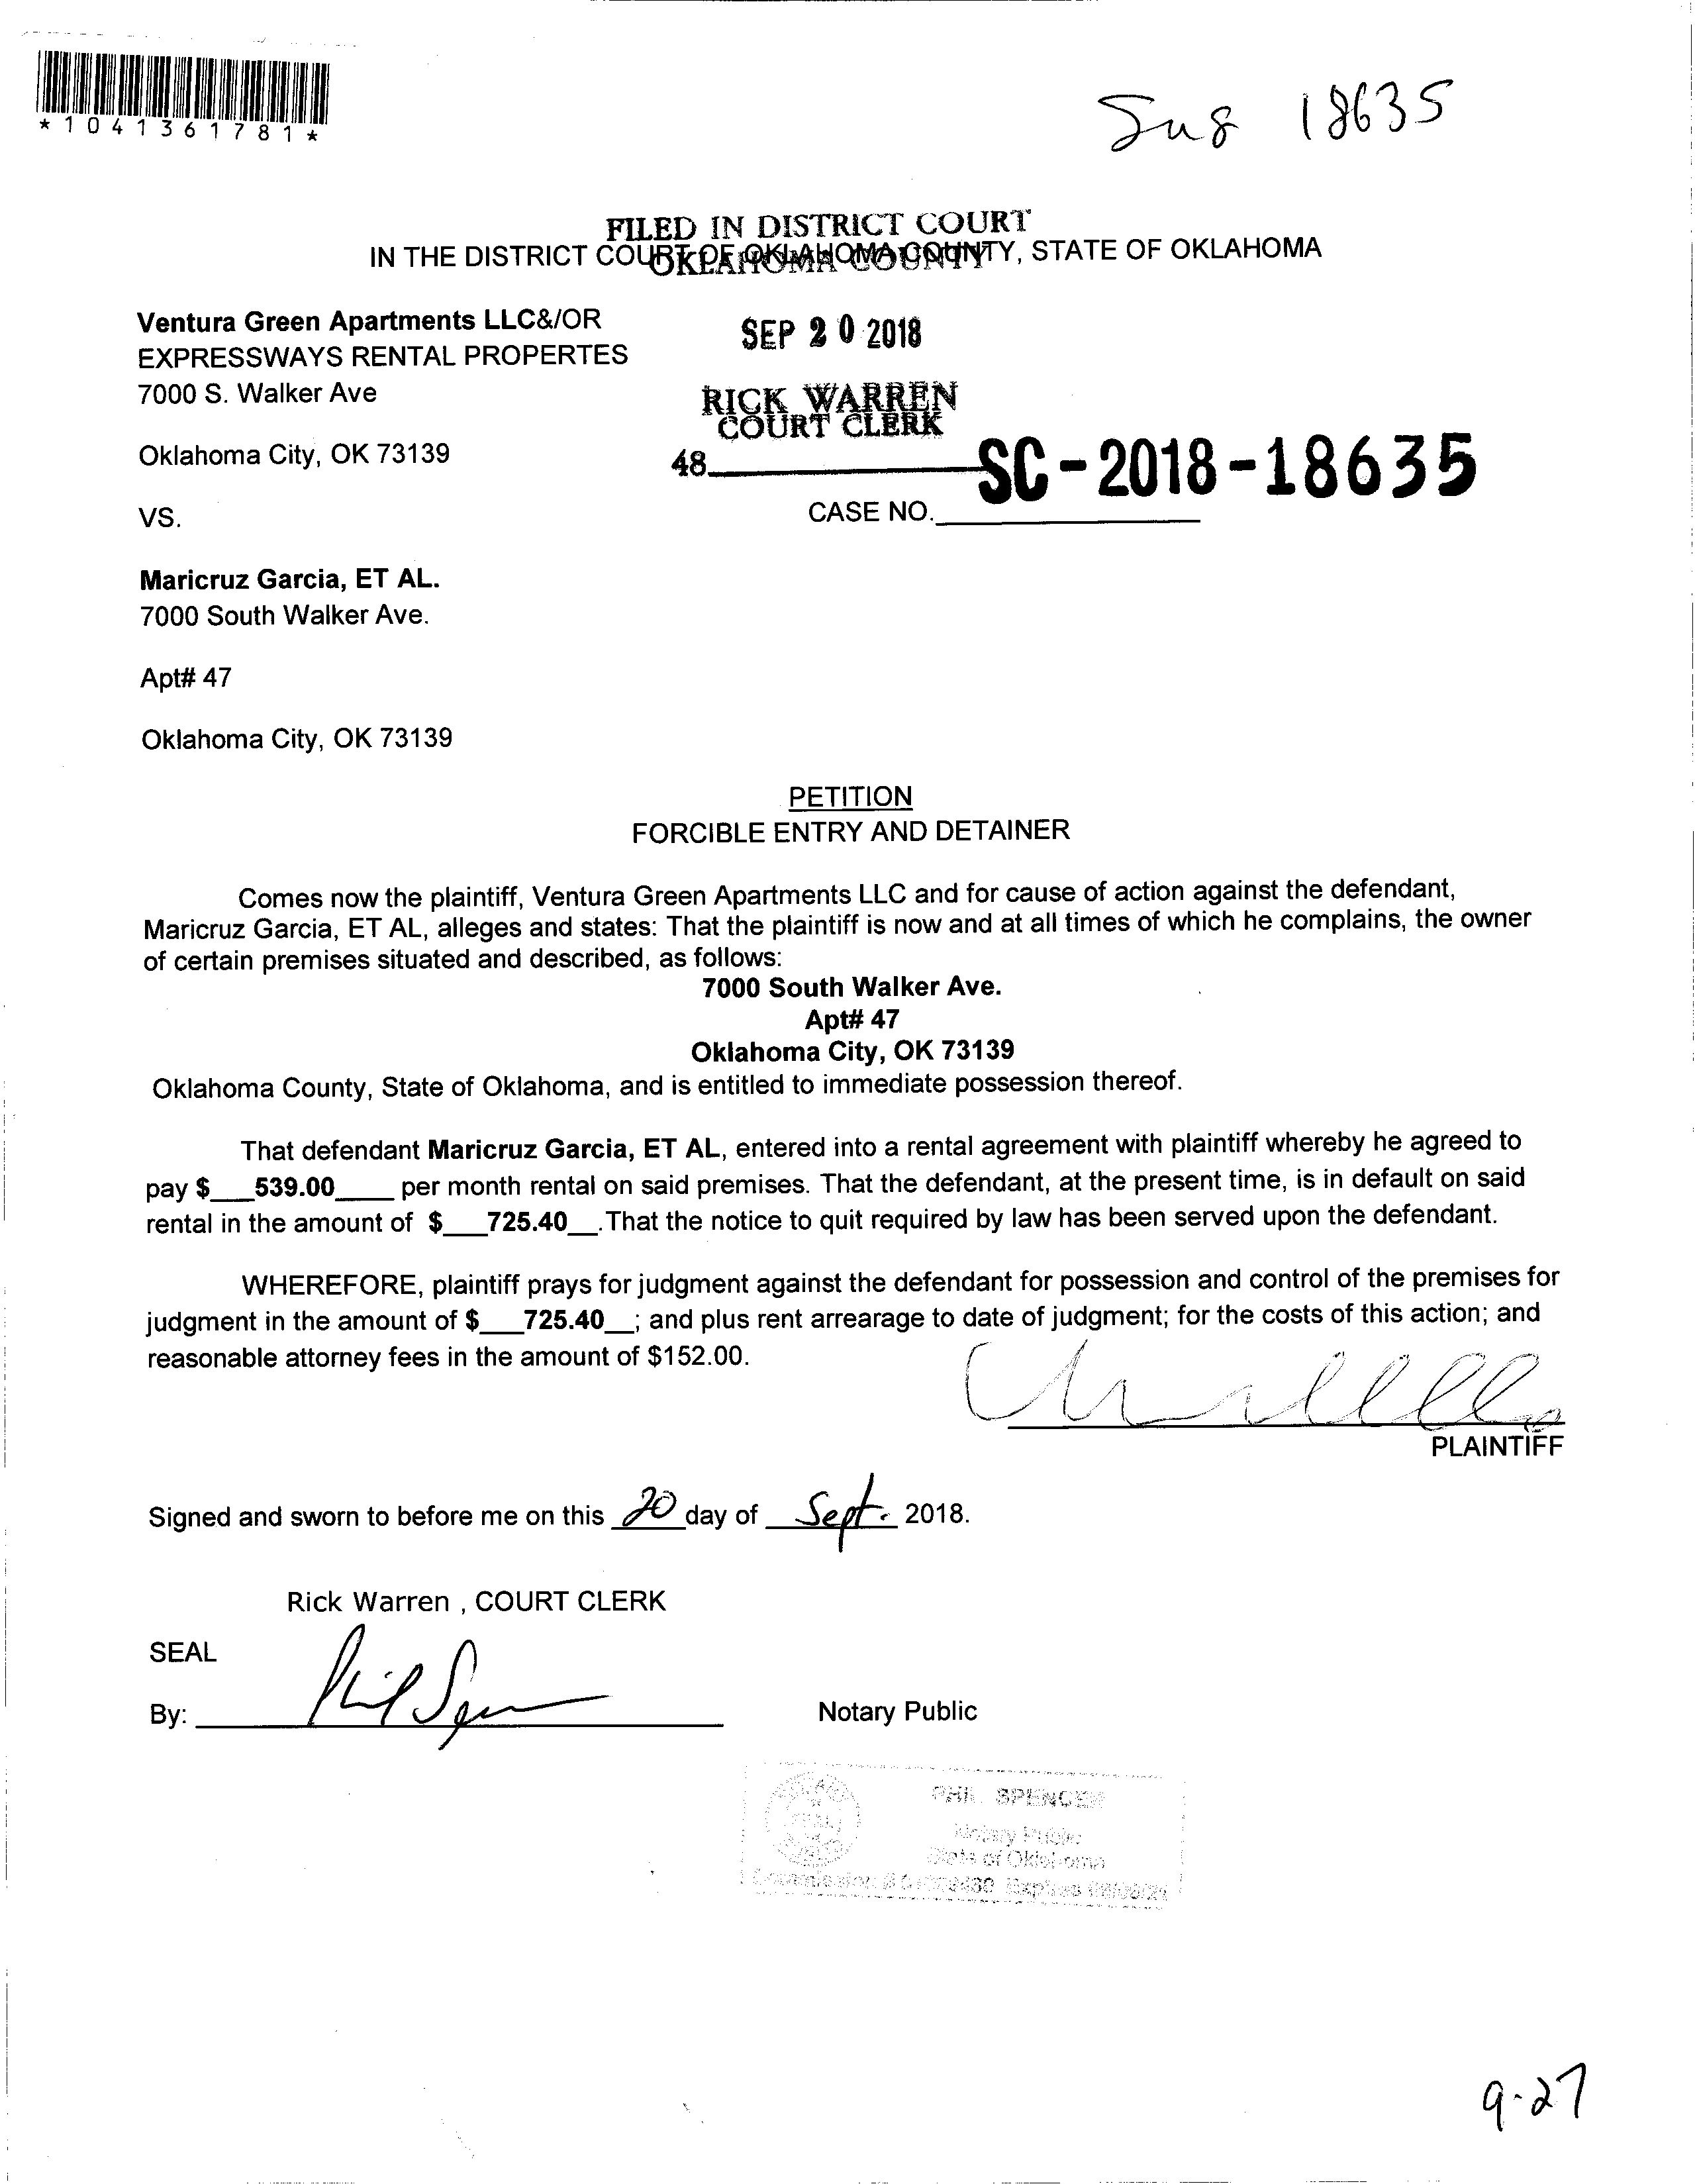 *1041361781*
18635
FILED IN DISTRICT COURT
OKLAHOMA COUNTY
IN THE DISTRICT COURT OF OKLAHOMA COUNTY, STATE OF OKLAHOMA
Ventura Green Apartments LLC&/OR
EXPRESSWAYS RENTAL PROPERTES
SEP 20 2018
7000 S. Walker Ave
RICK WARREN
COURT CLERK
Oklahoma City, OK 73139
48
SC-2018-18635
VS.
CASE NO.
Maricruz Garcia, ET AL.
7000 South Walker Ave.
Apt# 47
Oklahoma City, OK 73139
PETITION
FORCIBLE ENTRY AND DETAINER
Comes now the plaintiff, Ventura Green Apartments LLC and for cause of action against the defendant,
Maricruz Garcia, ET AL, alleges and states: That the plaintiff is now and at all times of which he complains, the owner
of certain premises situated and described, as follows:
7000 South Walker Ave.
Apt# 47
Oklahoma City, OK 73139
Oklahoma County, State of Oklahoma, and is entitled to immediate possession thereof.
That defendant Maricruz Garcia, ET AL, entered into a rental agreement with plaintiff whereby he agreed to
pay $___539.00____ per month rental on said premises. That the defendant, at the present time, is in default on said
rental in the amount of $___725.40__.That the notice to quit required by law has been served upon the defendant.
WHEREFORE, plaintiff prays for judgment against the defendant for possession and control of the premises for
judgment in the amount of $___725.40__; and plus rent arrearage to date of judgment; for the costs of this action; and
reasonable attorney fees in the amount of $152.00.
PLAINTIFF
Signed and sworn to before me on this 20 day of Sept. 2018.
Rick Warren , COURT CLERK
SEAL
By:
Notary Public
PHIL SPENCER
Notary Public
State of Oklahoma
Commission # Expires
9-27